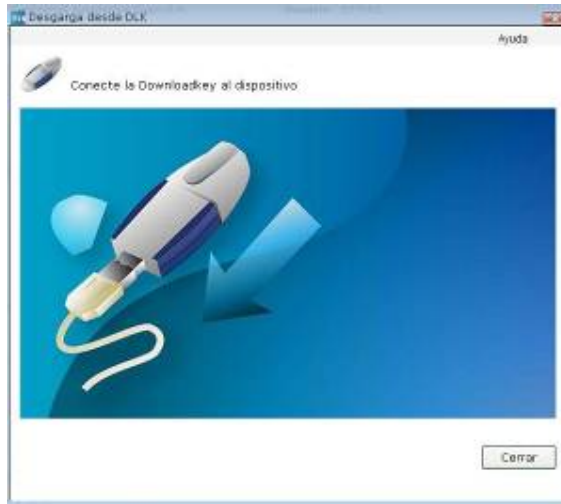 Desgarga desde DLK
Ayuda
Conecte la Downloadkey al dispositivo
Cerrar